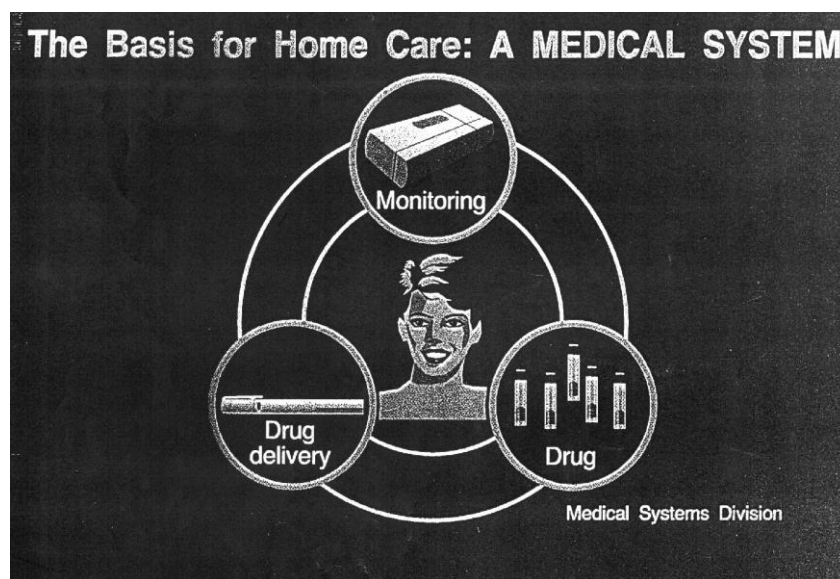 The Basis for Home Care: A MEDICAL SYSTEM
Monitoring
Drug
delivery
Drug
Medical Systems Division